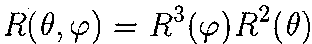 R(θ, φ) = R³(φ)R²(θ)